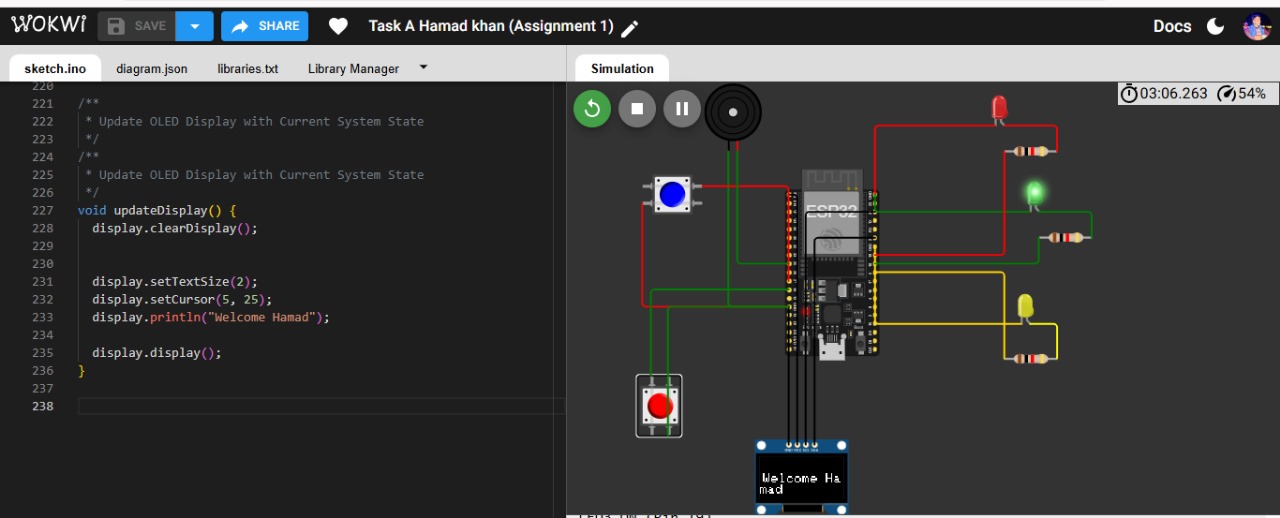 WOKWI
SAVE
SHARE
Task A Hamad khan (Assignment 1)
Docs
sketch.ino
diagram.json
libraries.txt
Library Manager
Simulation
220
221 /**
222 * Update OLED Display with Current System State
223 */
224 /**
225 * Update OLED Display with Current System State
226 */
227 void updateDisplay() {
228 display.clearDisplay();
229
230
231 display.setTextSize(2);
232 display.setCursor(5, 25);
233 display.println("Welcome Hamad");
234
235 display.display();
236 }
237
238
03:06.263
54%
ESP32
Welcome Ha
mad